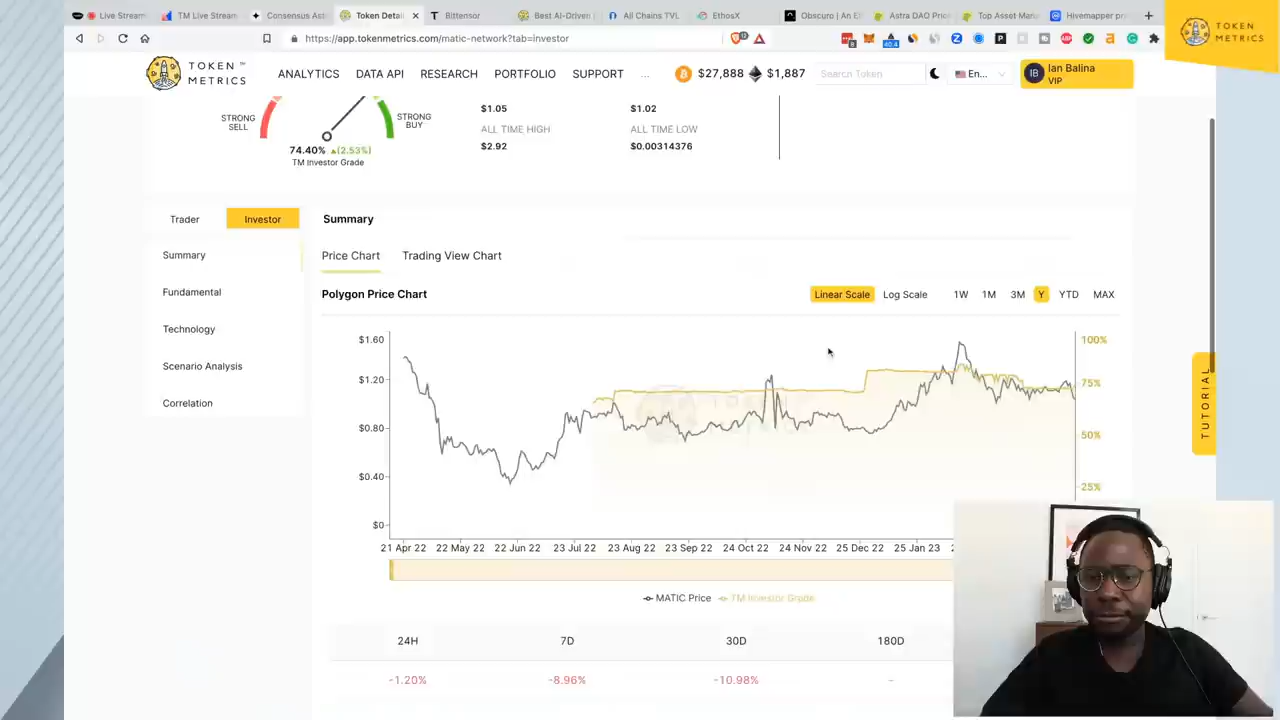 Live Stream
TM Live Stream
Consensus Ast
Token Detai
Bittensor
Best AI-Driven
All Chains TVL
EthosX
Obscuro | An E
Astra DAO Price
Top Asset Man
Hivemapper pr
https://app.tokenmetrics.com/matic-network?tab=investor
TOKEN
METRICS
TOKEN ™
METRICS
ANALYTICS
DATA API
RESEARCH
PORTFOLIO
SUPPORT
...
$27,888
$1,887
Search Token
En...
IB
Ian Balina
VIP
STRONG
SELL
STRONG
BUY
74.40% ▲(2.53%)
TM Investor Grade
$1.05
$1.02
ALL TIME HIGH
ALL TIME LOW
$2.92
$0.00314376
Trader
Investor
Summary
Fundamental
Technology
Scenario Analysis
Correlation
Summary
Price Chart
Trading View Chart
Polygon Price Chart
Linear Scale
Log Scale
1W
1M
3M
Y
YTD
MAX
$1.60
$1.20
$0.80
$0.40
$0
100%
75%
50%
25%
TOKEN
METRICS
21 Apr 22
22 May 22
22 Jun 22
23 Jul 22
23 Aug 22
23 Sep 22
24 Oct 22
24 Nov 22
25 Dec 22
25 Jan 23
MATIC Price
TM Investor Grade
24H
7D
30D
180D
-1.20%
-8.96%
-10.98%
-
TUTORIAL